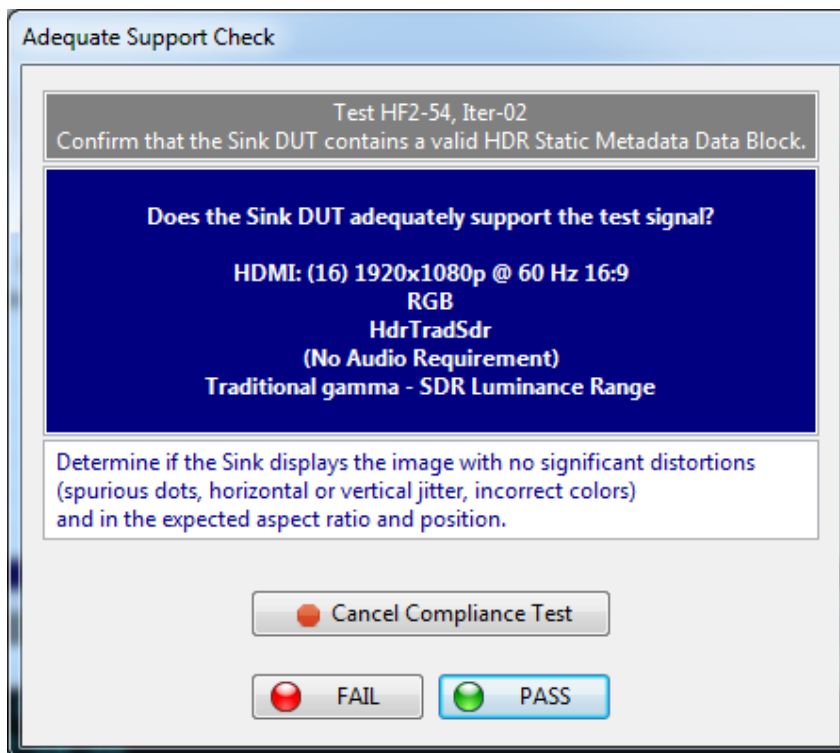 Adequate Support Check
Test HF2-54, Iter-02
Confirm that the Sink DUT contains a valid HDR Static Metadata Data Block.
Does the Sink DUT adequately support the test signal?
HDMI: (16) 1920x1080p @ 60 Hz 16:9
RGB
HdrTradSdr
(No Audio Requirement)
Traditional gamma - SDR Luminance Range
Determine if the Sink displays the image with no significant distortions
(spurious dots, horizontal or vertical jitter, incorrect colors)
and in the expected aspect ratio and position.
Cancel Compliance Test
FAIL
PASS